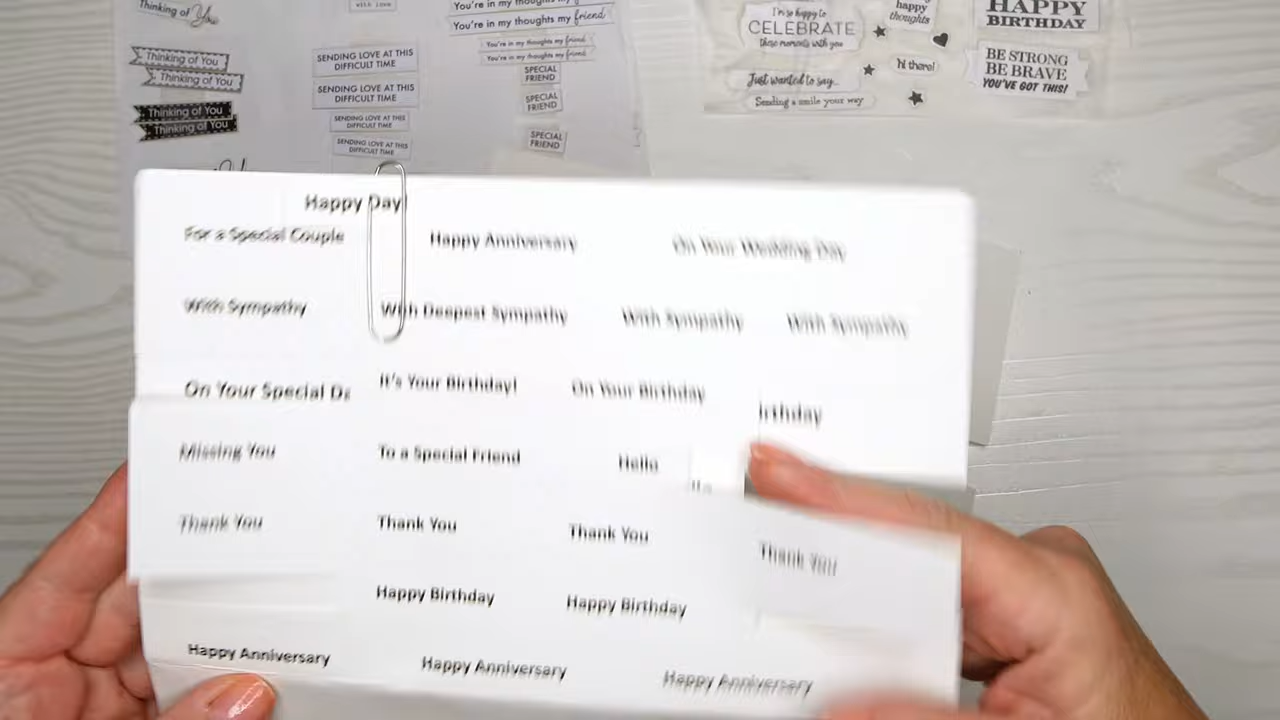 Thinking of You
with love
You're in my thoughts my friend
You're in my thoughts my friend
You're in my thoughts my friend
You're in my thoughts my friend
Thinking of You
Thinking of You
Thinking of You
Thinking of You
SENDING LOVE AT THIS
DIFFICULT TIME
SENDING LOVE AT THIS
DIFFICULT TIME
SENDING LOVE AT THIS
DIFFICULT TIME
SENDING LOVE AT THIS
DIFFICULT TIME
SPECIAL
FRIEND
SPECIAL
FRIEND
SPECIAL
FRIEND
I'm so happy to
CELEBRATE
these moments with you
happy
thoughts
HAPPY
BIRTHDAY
Just wanted to say...
hi there!
Sending a smile your way
BE STRONG
BE BRAVE
YOU'VE GOT THIS!
Happy Day
For a Special Couple
Happy Anniversary
On Your Wedding Day
With Sympathy
With Deepest Sympathy
With Sympathy
With Sympathy
On Your Special Da
It's Your Birthday!
On Your Birthday
irthday
Missing You
To a Special Friend
Hello
Thank You
Thank You
Thank You
Thank You
Happy Birthday
Happy Birthday
Happy Anniversary
Happy Anniversary
Happy Anniversary